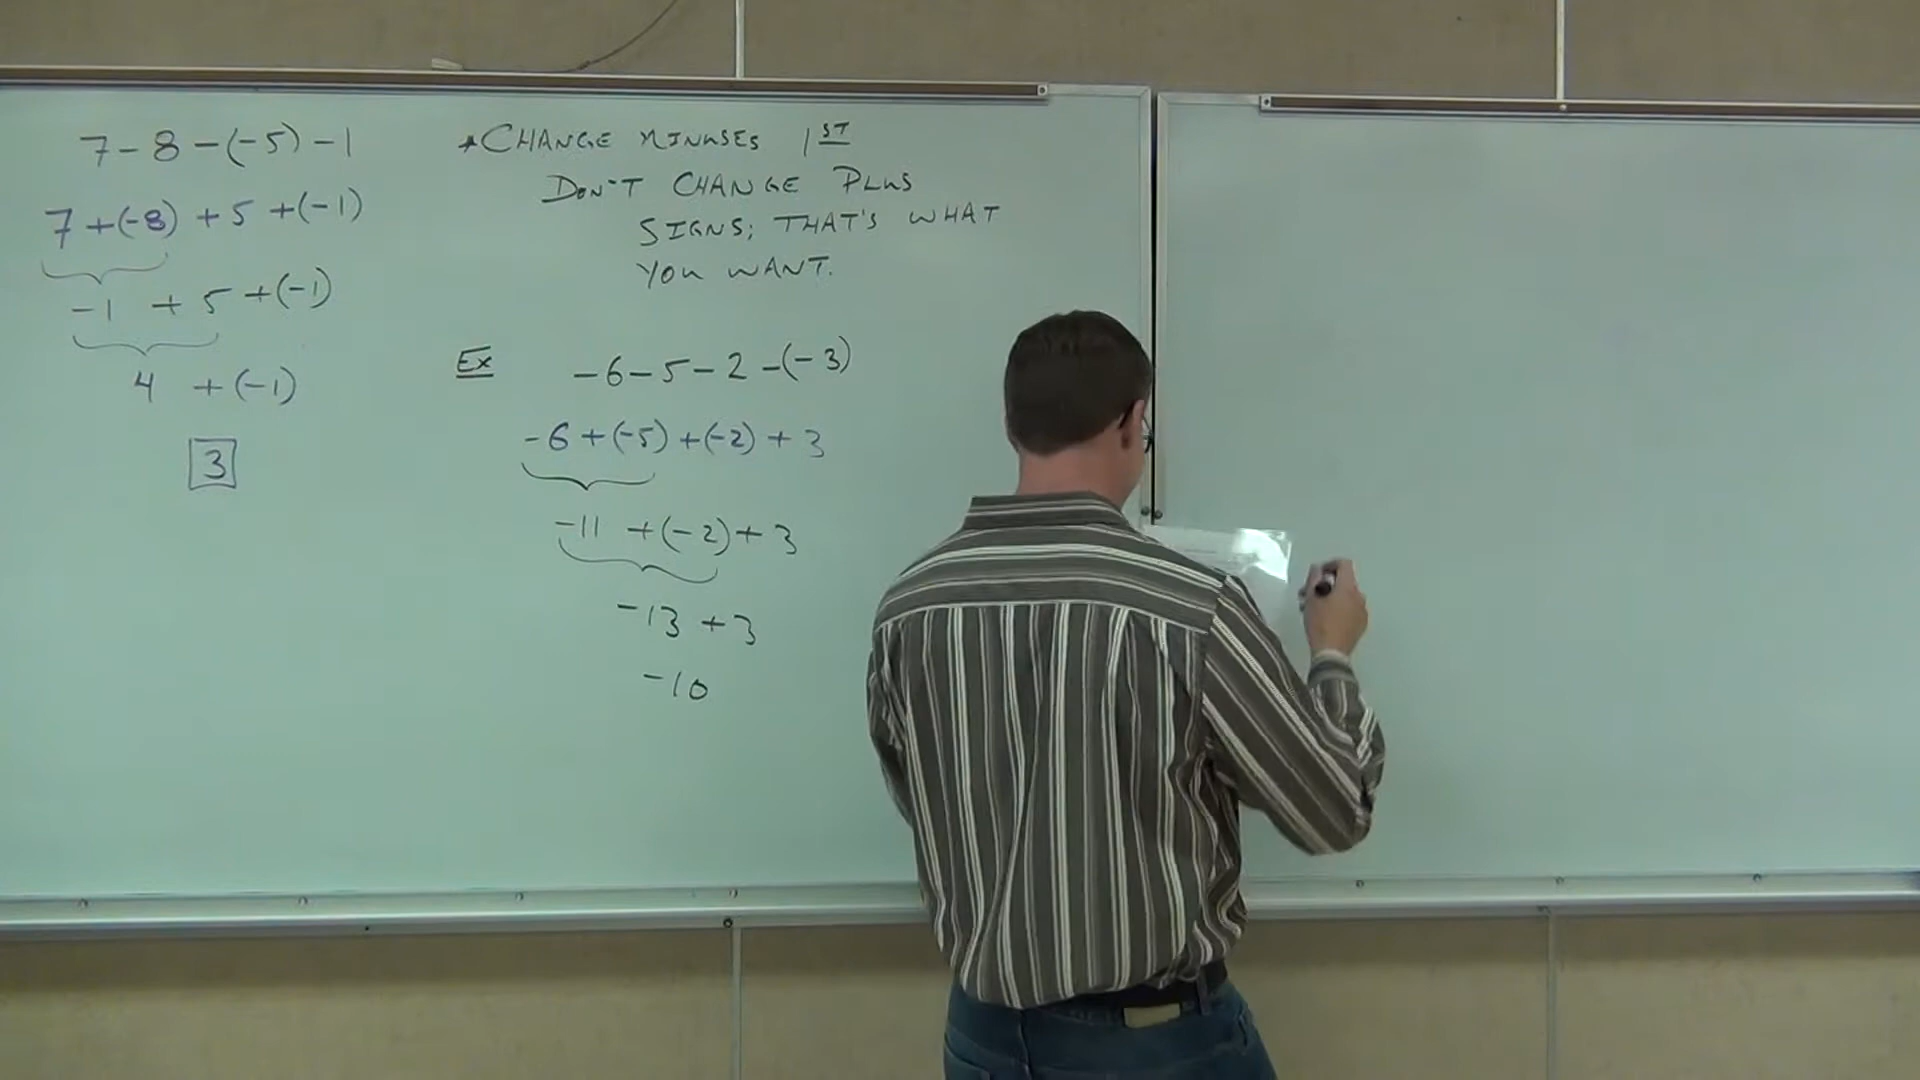 7-8-(-5)-1
7+(-8)+5+(-1)
-1 +5+(-1)
4 +(-1)
3
*CHANGE MINUSES 1ST
DON'T CHANGE PLUS
SIGNS; THAT'S WHAT
YOU WANT.
Ex -6-5-2-(-3)
-6+(-5)+(-2)+3
-11 +(-2)+3
-13+3
-10